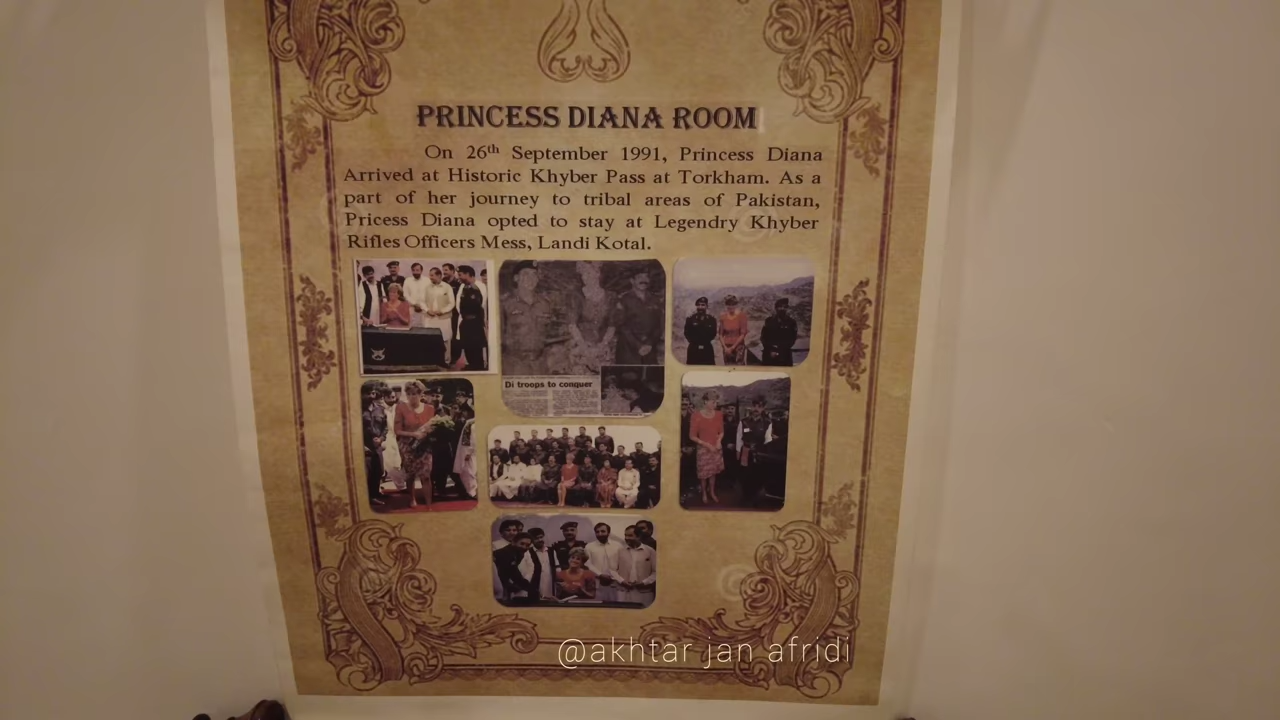 PRINCESS DIANA ROOM
On 26th September 1991, Princess Diana
Arrived at Historic Khyber Pass at Torkham. As a
part of her journey to tribal areas of Pakistan,
Pricess Diana opted to stay at Legendry Khyber
Rifles Officers Mess, Landi Kotal.
Di troops to conquer
@akhtar jan afridi